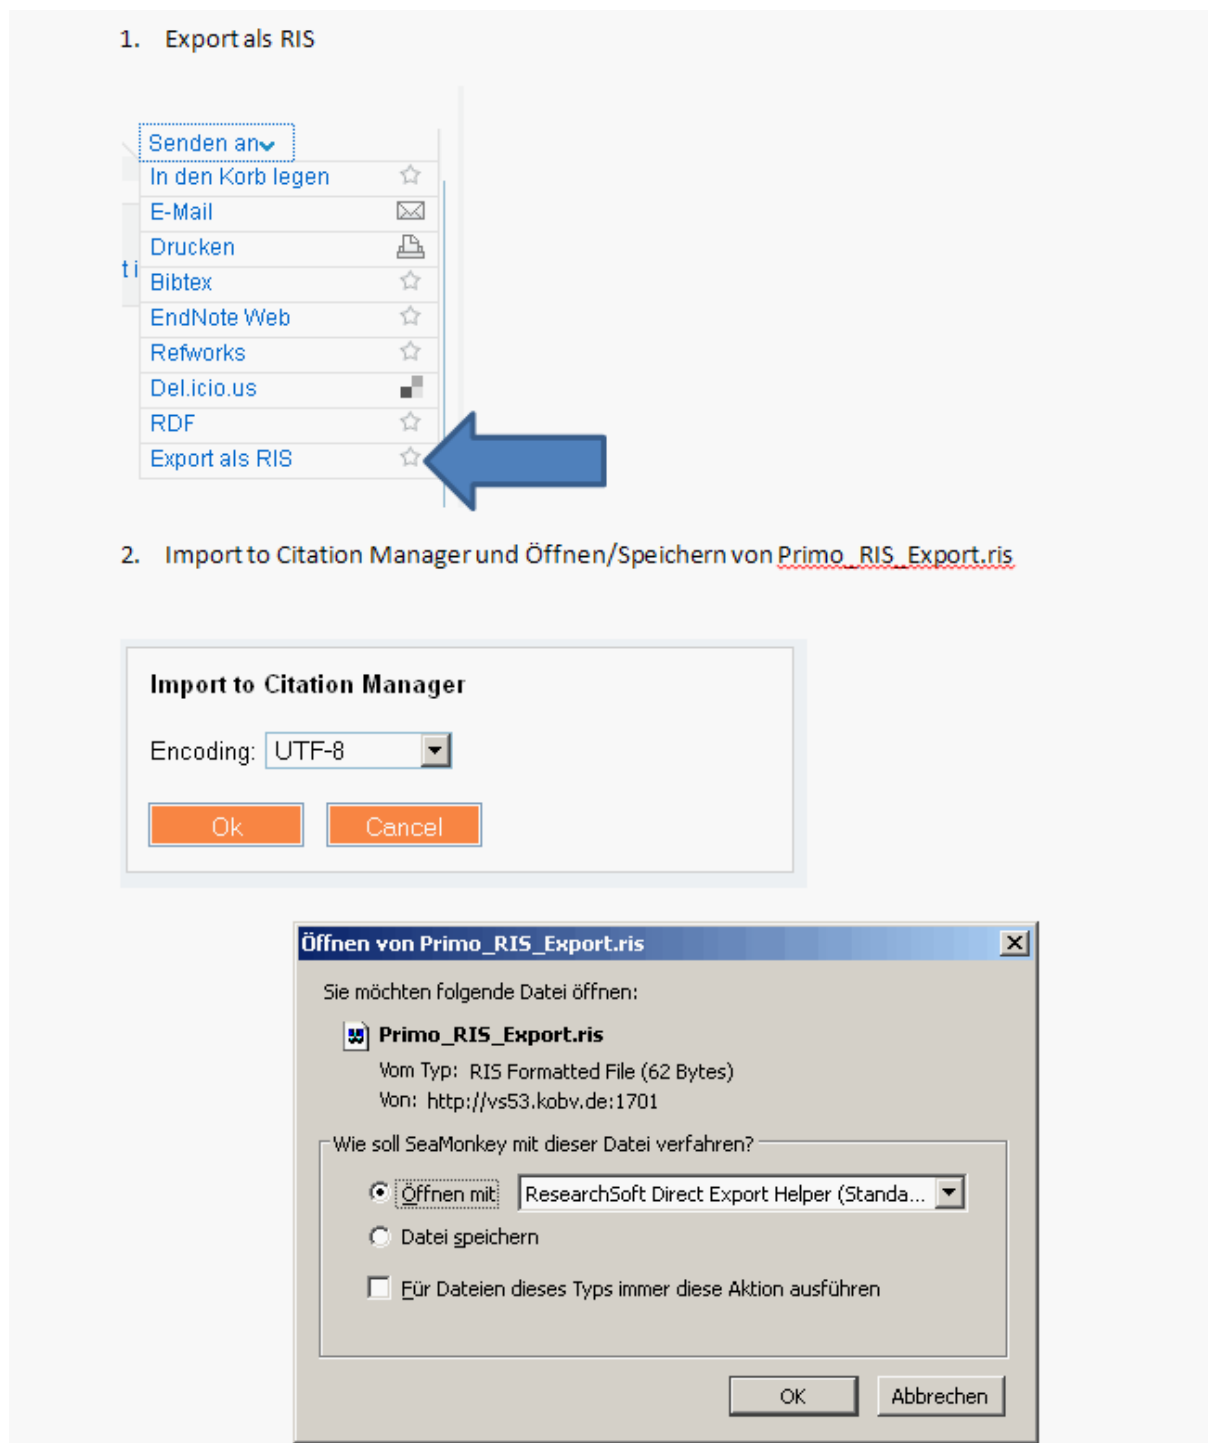 1. Export als RIS
Senden an
In den Korb legen
E-Mail
Drucken
t i
Bibtex
EndNote Web
Refworks
Del.icio.us
RDF
Export als RIS
2. Import to Citation Manager und Öffnen/Speichern von Primo_RIS_Export.ris
Import to Citation Manager
Encoding: UTF-8
Ok Cancel
Öffnen von Primo_RIS_Export.ris
Sie möchten folgende Datei öffnen:
Primo_RIS_Export.ris
Vom Typ: RIS Formatted File (62 Bytes)
Von: http://vs53.kobv.de:1701
Wie soll SeaMonkey mit dieser Datei verfahren?
Öffnen mit ResearchSoft Direct Export Helper (Standa...
Datei speichern
Für Dateien dieses Typs immer diese Aktion ausführen
OK Abbrechen